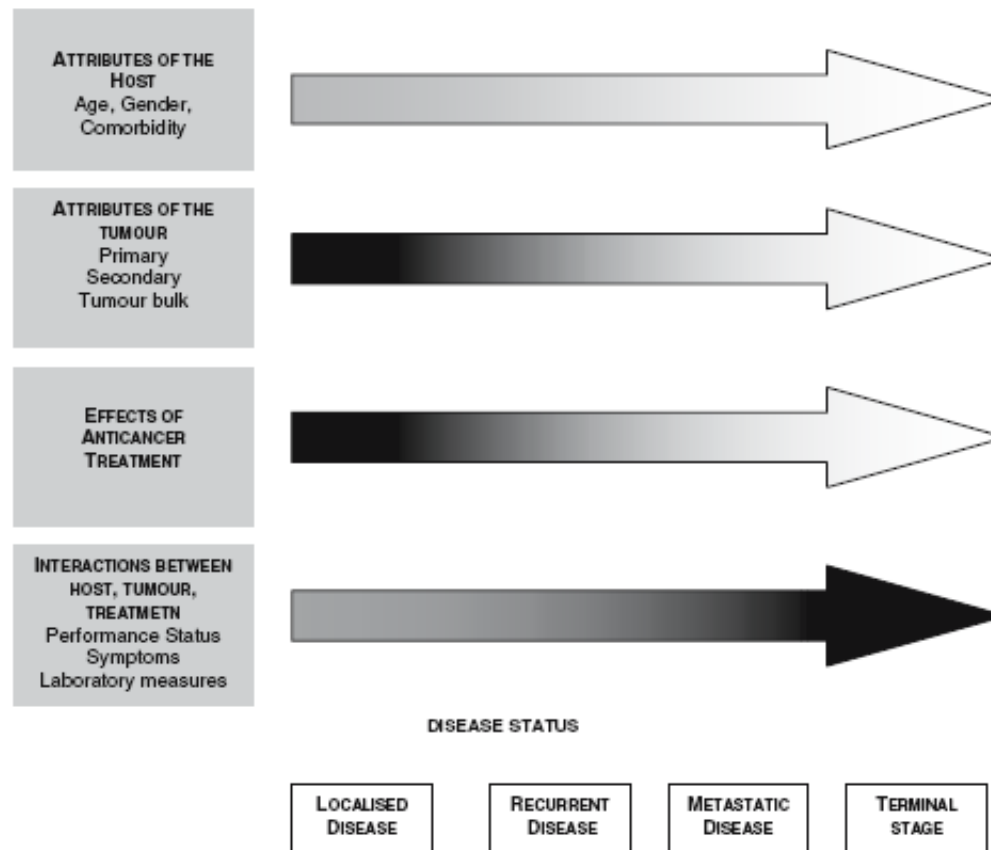 ATTRIBUTES OF THE
HOST
Age, Gender,
Comorbidity
ATTRIBUTES OF THE
TUMOUR
Primary
Secondary
Tumour bulk
EFFECTS OF
ANTICANCER
TREATMENT
INTERACTIONS BETWEEN
HOST, TUMOUR,
TREATMETN
Performance Status
Symptoms
Laboratory measures
DISEASE STATUS
LOCALISED
DISEASE
RECURRENT
DISEASE
METASTATIC
DISEASE
TERMINAL
STAGE